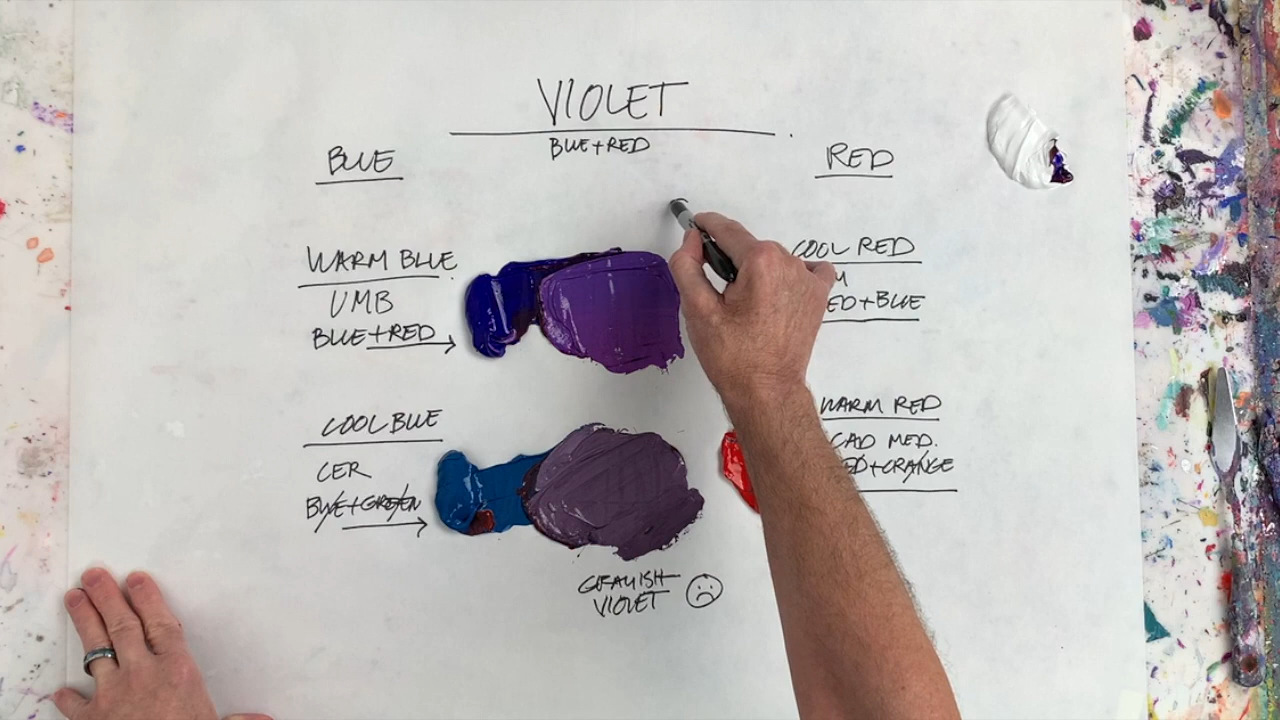 VIOLET
BLUE+RED
BLUE
RED
WARM BLUE
UMB
BLUE+RED
COOL RED
ED+BLUE
COOL BLUE
CER
BLUE+GREEN
WARM RED
CAD MED.
ED+ORANGE
GRAYISH
VIOLET